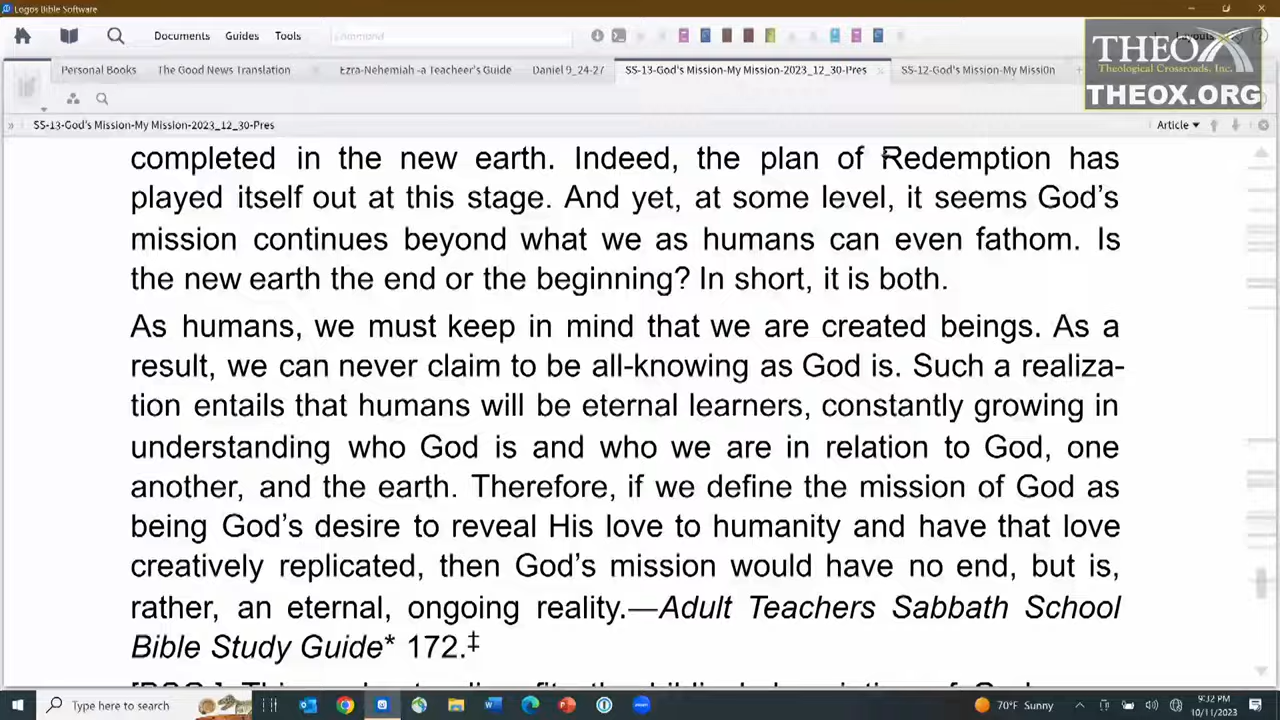 Logos Bible Software
Documents Guides Tools Command Layouts
Personal Books The Good News Translation Ezra-Nehemiah a Guide Daniel 9_24-27 SS-13-God's Mission-My Mission-2023_12_30-Pres SS-12-God's Mission-My Missi0n
THEOX
Theological Crossroads, Inc.
THEOX.ORG
SS-13-God's Mission-My Mission-2023_12_30-Pres Article
completed in the new earth. Indeed, the plan of Redemption has
played itself out at this stage. And yet, at some level, it seems God’s
mission continues beyond what we as humans can even fathom. Is
the new earth the end or the beginning? In short, it is both.
As humans, we must keep in mind that we are created beings. As a
result, we can never claim to be all-knowing as God is. Such a realiza-
tion entails that humans will be eternal learners, constantly growing in
understanding who God is and who we are in relation to God, one
another, and the earth. Therefore, if we define the mission of God as
being God’s desire to reveal His love to humanity and have that love
creatively replicated, then God’s mission would have no end, but is,
rather, an eternal, ongoing reality.—Adult Teachers Sabbath School
Bible Study Guide* 172.‡
Type here to search 70°F Sunny 9:32 PM
10/11/2023